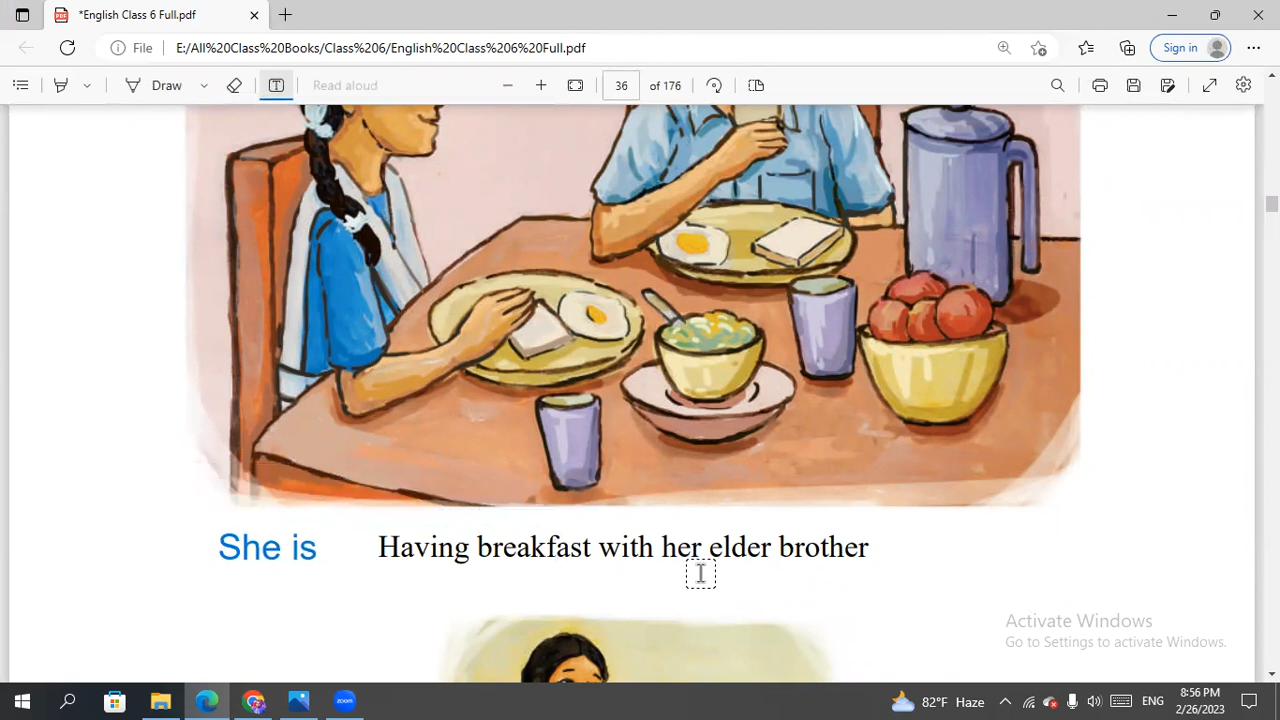 *English Class 6 Full.pdf
File E:/All%20Class%20Books/Class%206/English%20Class%206%20Full.pdf Sign in
Draw Read aloud 36 of 176
She is Having breakfast with her elder brother
Activate Windows
Go to Settings to activate Windows.
zoom 82°F Haze ENG 8:56 PM
2/26/2023